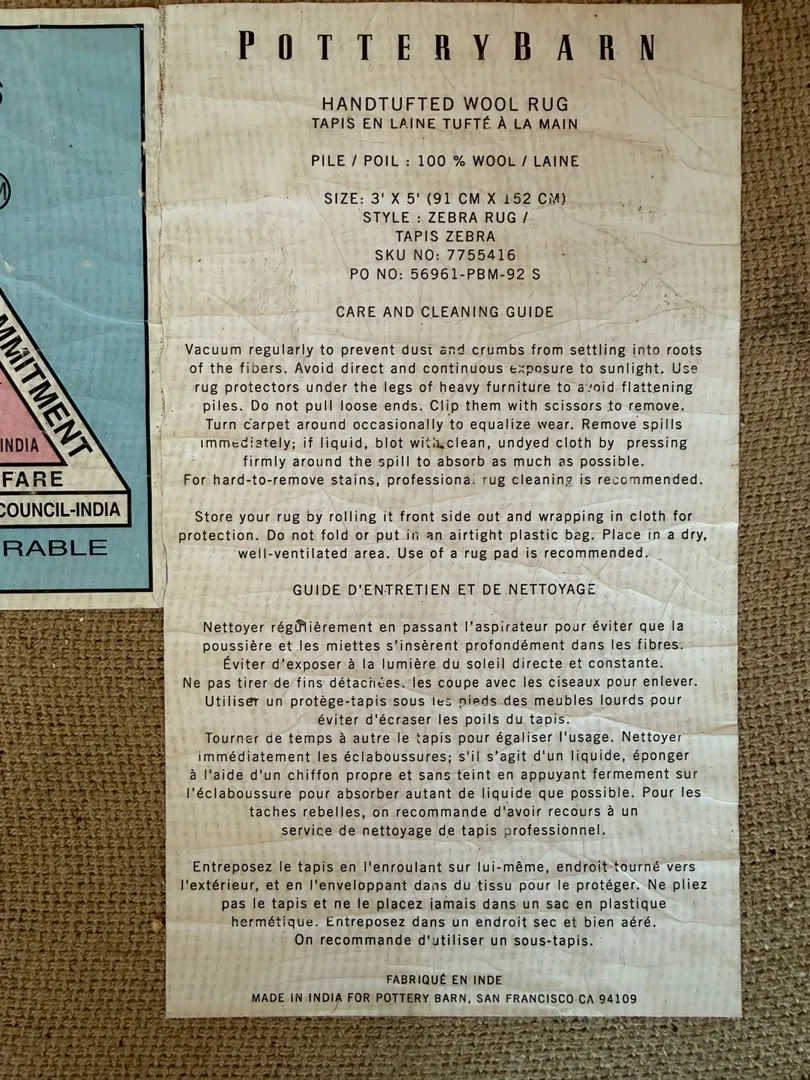 S
M
MMITMENT
INDIA
FARE
COUNCIL-INDIA
RABLE
POTTERYBARN
HANDTUFTED WOOL RUG
TAPIS EN LAINE TUFTÉ À LA MAIN
PILE / POIL : 100 % WOOL / LAINE
SIZE: 3' X 5' (91 CM X 152 CM)
STYLE : ZEBRA RUG /
TAPIS ZEBRA
SKU NO: 7755416
PO NO: 56961-PBM-92 S
CARE AND CLEANING GUIDE
Vacuum regularly to prevent dust and crumbs from settling into roots
of the fibers. Avoid direct and continuous exposure to sunlight. Use
rug protectors under the legs of heavy furniture to avoid flattening
piles. Do not pull loose ends. Clip them with scissors to remove.
Turn carpet around occasionally to equalize wear. Remove spills
immediately; if liquid, blot with clean, undyed cloth by pressing
firmly around the spill to absorb as much as possible.
For hard-to-remove stains, professional rug cleaning is recommended.
Store your rug by rolling it front side out and wrapping in cloth for
protection. Do not fold or put in an airtight plastic bag. Place in a dry,
well-ventilated area. Use of a rug pad is recommended.
GUIDE D'ENTRETIEN ET DE NETTOYAGE
Nettoyer régulièrement en passant l'aspirateur pour éviter que la
poussière et les miettes s'insèrent profondément dans les fibres.
Éviter d'exposer à la lumière du soleil directe et constante.
Ne pas tirer de fins détachées. les coupe avec les ciseaux pour enlever.
Utiliser un protège-tapis sous les pieds des meubles lourds pour
éviter d'écraser les poils du tapis.
Tourner de temps à autre le tapis pour égaliser l'usage. Nettoyer
immédiatement les éclaboussures; s'il s'agit d'un liquide, éponger
à l'aide d'un chiffon propre et sans teint en appuyant fermement sur
l'éclaboussure pour absorber autant de liquide que possible. Pour les
taches rebelles, on recommande d'avoir recours à un
service de nettoyage de tapis professionnel.
Entreposez le tapis en l'enroulant sur lui-même, endroit tourné vers
l'extérieur, et en l'enveloppant dans du tissu pour le protéger. Ne pliez
pas le tapis et ne le placez jamais dans un sac en plastique
hermétique. Entreposez dans un endroit sec et bien aéré.
On recommande d'utiliser un sous-tapis.
FABRIQUÉ EN INDE
MADE IN INDIA FOR POTTERY BARN, SAN FRANCISCO CA 94109